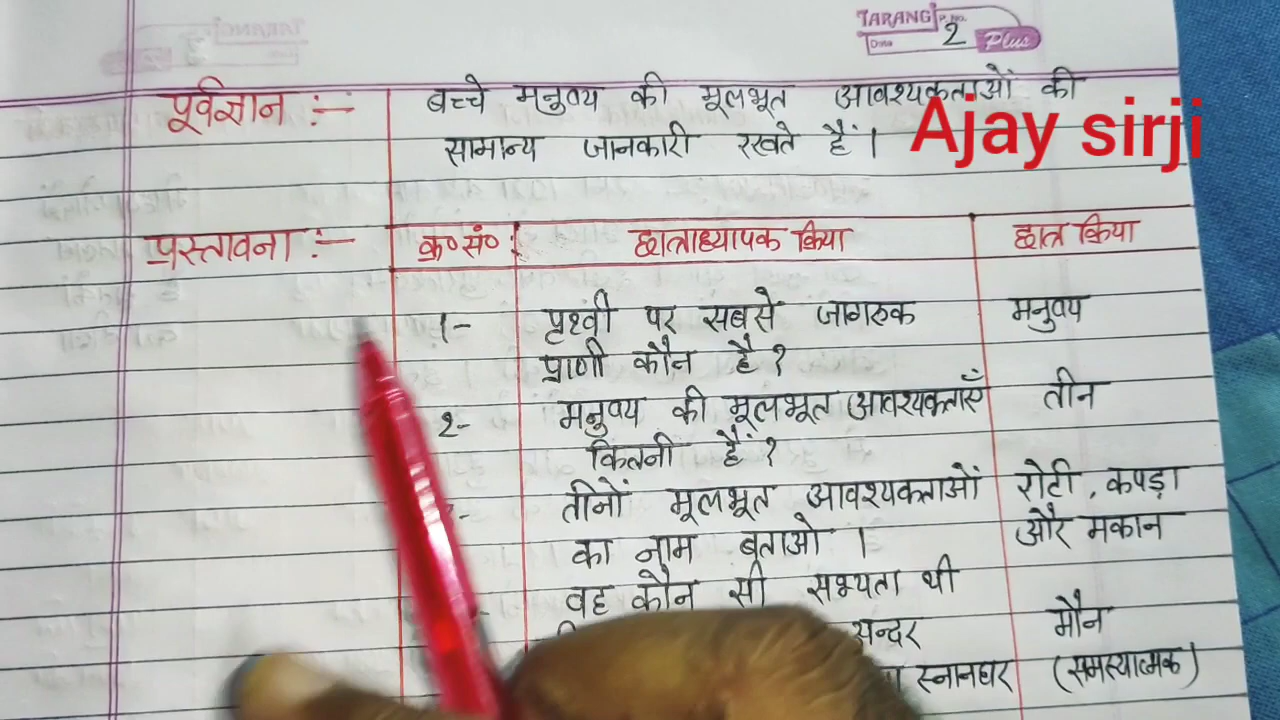 TARANG P. No.
Date 2 Plus
पूर्वज्ञान :- बच्चे मनुष्य की मूलभूत आवश्यकताओं की
सामान्य जानकारी रखते हैं ।
Ajay sirji
प्रस्तावना :- क्र० सं० : छात्राध्यापक क्रिया छात्र क्रिया
1- पृथ्वी पर सबसे जागरुक मनुष्य
प्राणी कौन है ?
2- मनुष्य की मूलभूत आवश्यकताएँ तीन
कितनी हैं ?
तीनों मूलभूत आवश्यकताओं रोटी , कपड़ा
का नाम बताओ । और मकान
वह कौन सी सभ्यता थी
सुन्दर मौन
स्नानघर (समस्यात्मक)